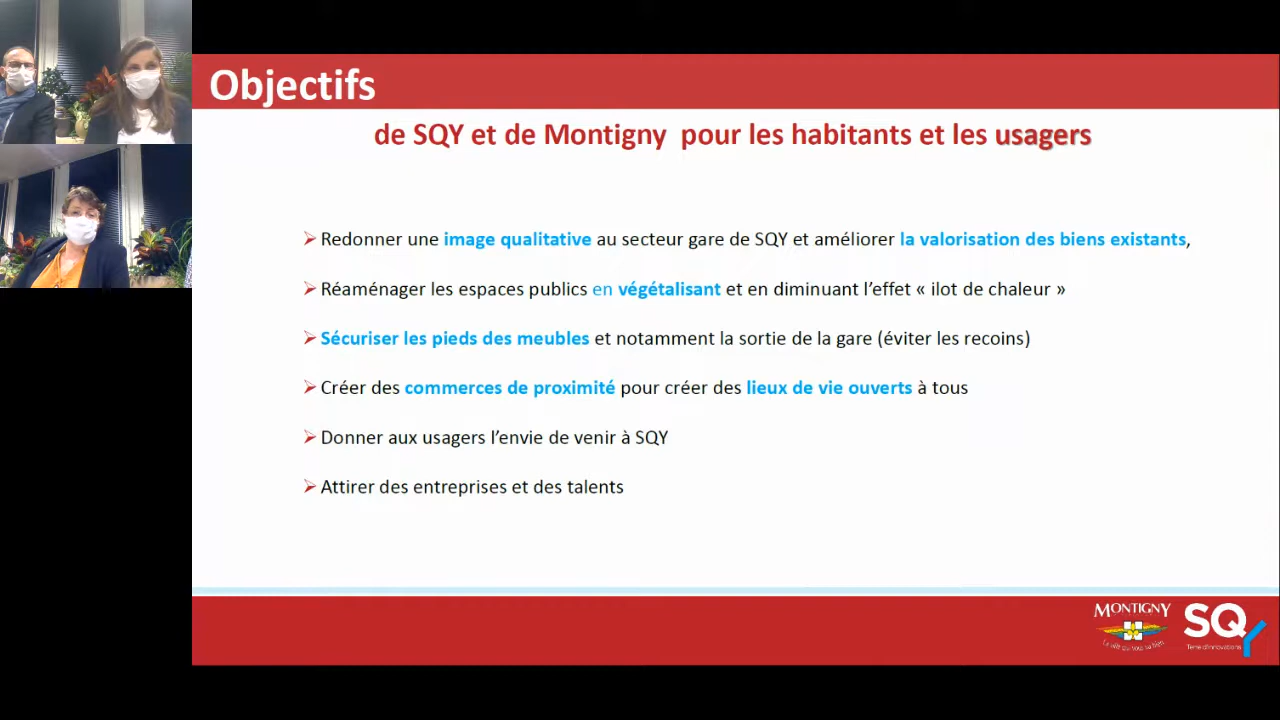 Objectifs
de SQY et de Montigny pour les habitants et les usagers
Redonner une image qualitative au secteur gare de SQY et améliorer la valorisation des biens existants,
Réaménager les espaces publics en végétalisant et en diminuant l’effet « ilot de chaleur »
Sécuriser les pieds des meubles et notamment la sortie de la gare (éviter les recoins)
Créer des commerces de proximité pour créer des lieux de vie ouverts à tous
Donner aux usagers l’envie de venir à SQY
Attirer des entreprises et des talents
MONTIGNY
SQY
Terre d'innovations